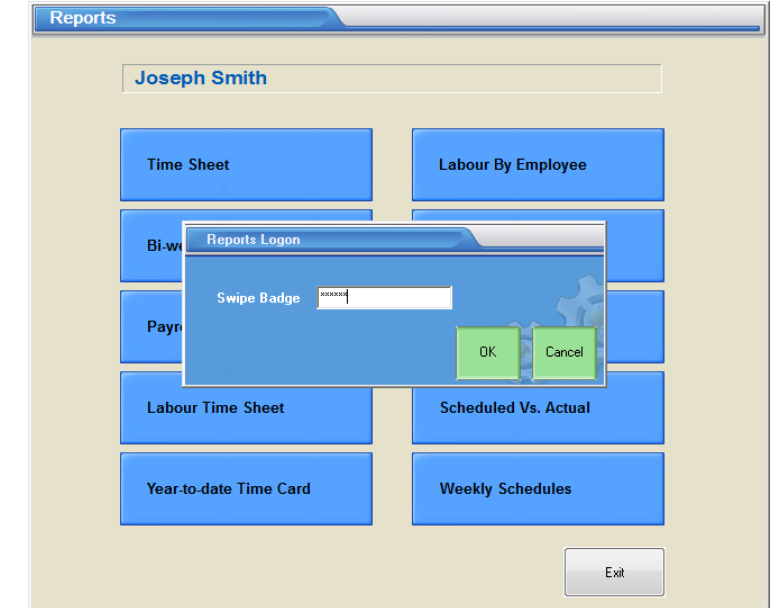 Reports
Joseph Smith
Time Sheet
Labour By Employee
Reports Logon
Swipe Badge
xxxxxx
OK
Cancel
Labour Time Sheet
Scheduled Vs. Actual
Year-to-date Time Card
Weekly Schedules
Exit